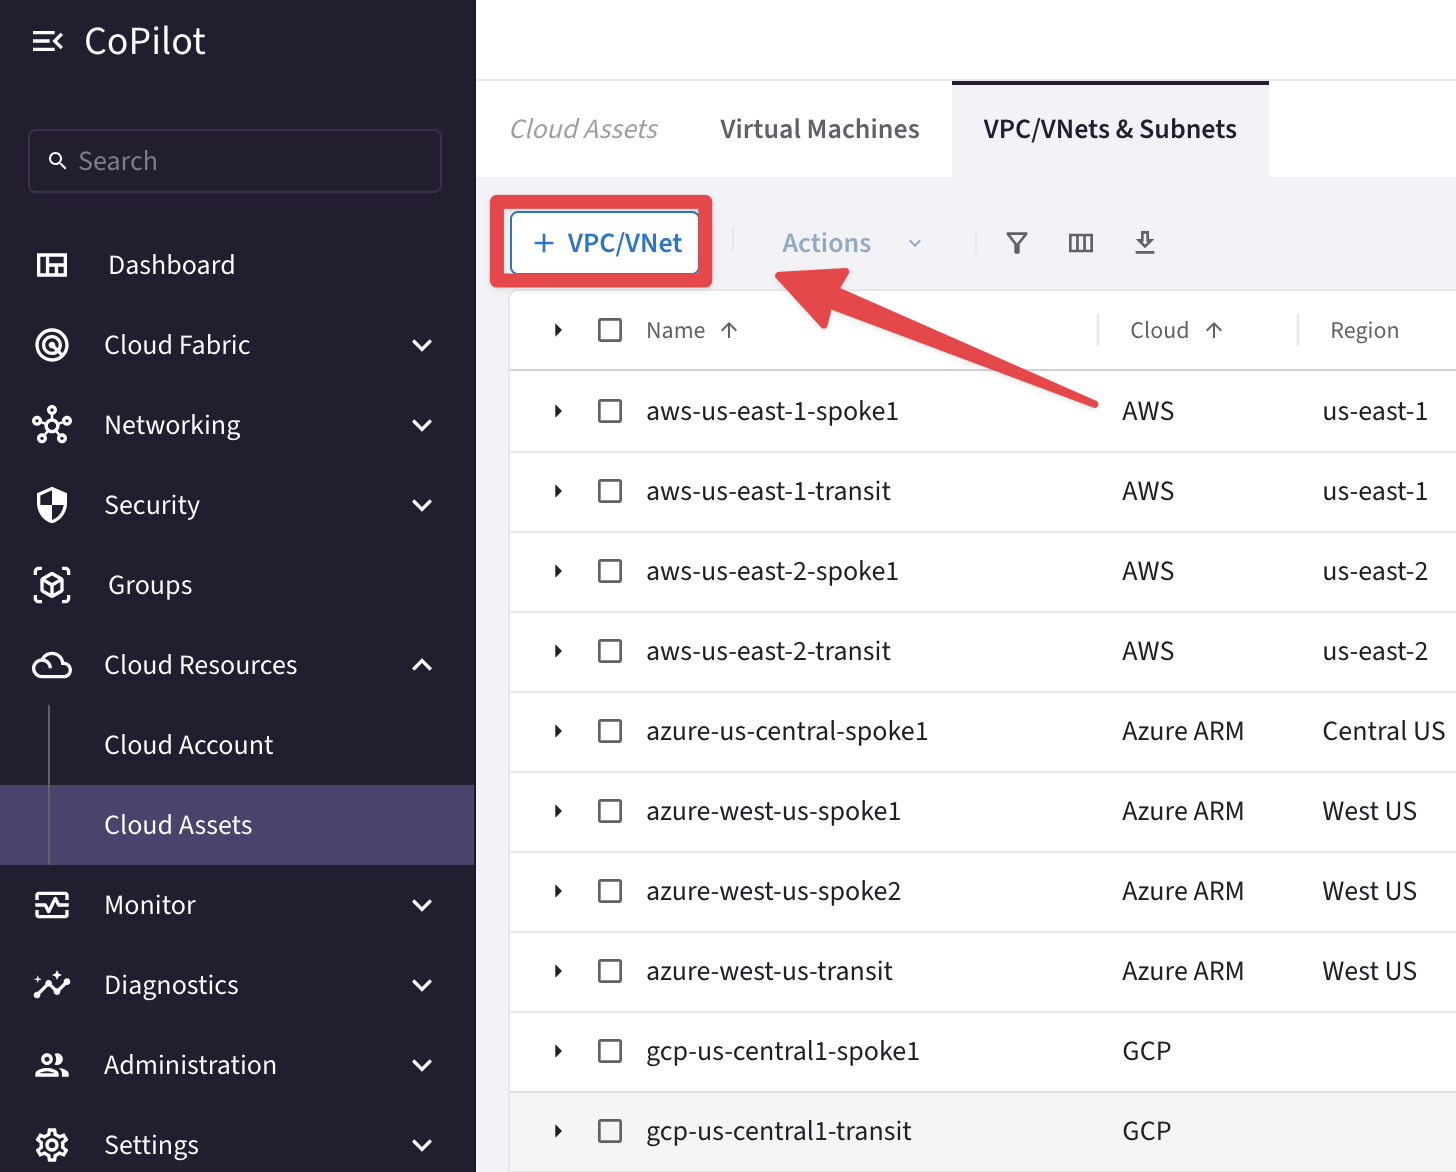 CoPilot
Search
Dashboard
Cloud Fabric
Networking
Security
Groups
Cloud Resources
Cloud Account
Cloud Assets
Monitor
Diagnostics
Administration
Settings
Cloud Assets Virtual Machines VPC/VNets & Subnets
+ VPC/VNet Actions
Name ↑ Cloud ↑ Region
aws-us-east-1-spoke1 AWS us-east-1
aws-us-east-1-transit AWS us-east-1
aws-us-east-2-spoke1 AWS us-east-2
aws-us-east-2-transit AWS us-east-2
azure-us-central-spoke1 Azure ARM Central US
azure-west-us-spoke1 Azure ARM West US
azure-west-us-spoke2 Azure ARM West US
azure-west-us-transit Azure ARM West US
gcp-us-central1-spoke1 GCP
gcp-us-central1-transit GCP